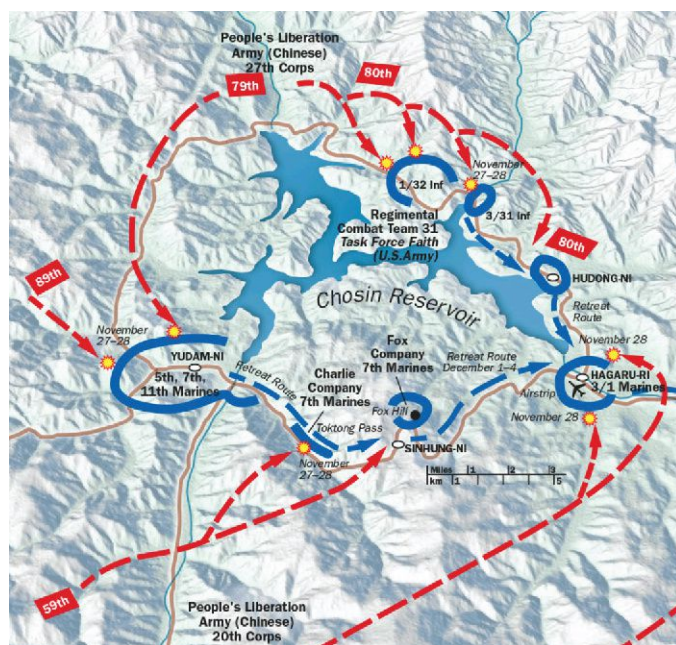 People's Liberation
Army (Chinese)
27th Corps
79th
80th
November
27–28
1/32 Inf
3/31 Inf
Regimental
Combat Team 31
Task Force Faith
(U.S.Army)
80th
HUDONG-NI
Chosin Reservoir
Retreat
Route
89th
November
27–28
YUDAM-NI
5th, 7th,
11th Marines
Retreat Route
Charlie
Company
7th Marines
Toktong Pass
November
27–28
Fox
Company
7th Marines
Fox Hill
Retreat Route
December 1–4
SINHUNG-NI
November 28
HAGARU-RI
3/1 Marines
Airstrip
November 28
Miles 1 2 3
km 1 3 5
59th
People's Liberation
Army (Chinese)
20th Corps